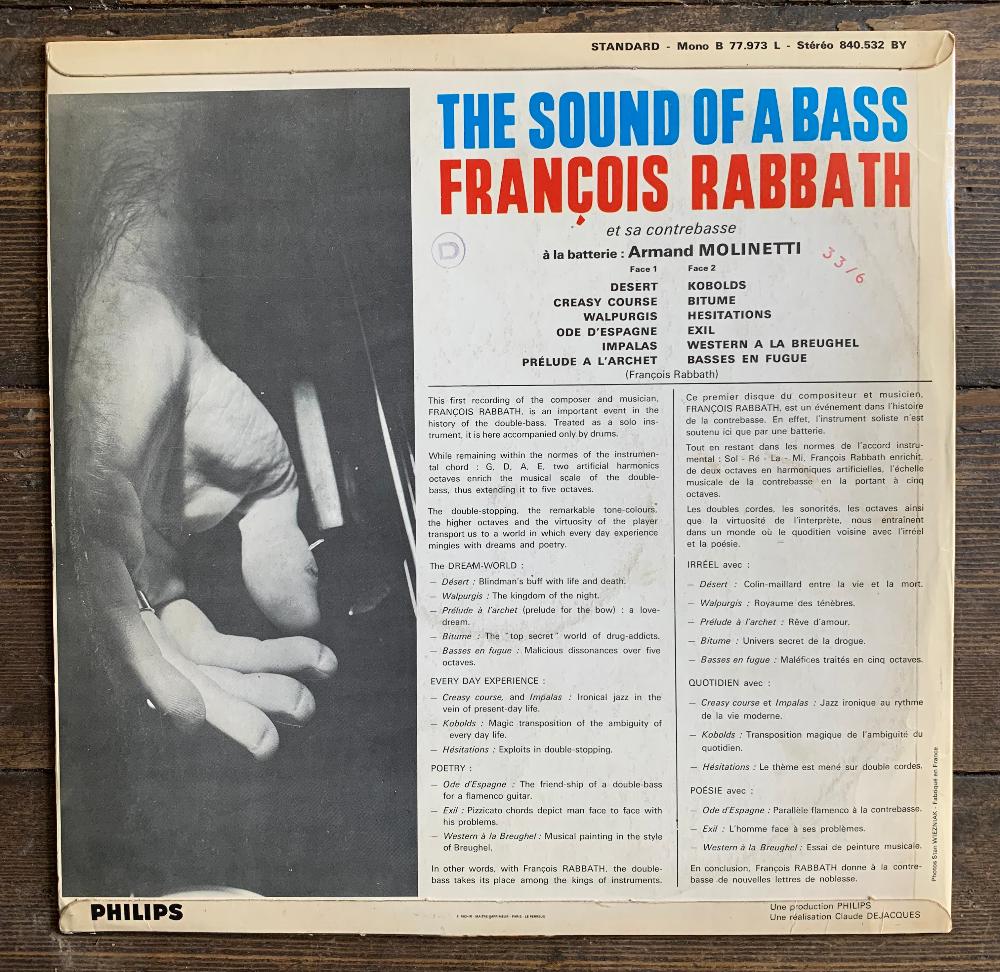 STANDARD - Mono B 77.973 L - Stéréo 840.532 BY
THE SOUND OF A BASS
FRANÇOIS RABBATH
et sa contrebasse
D
à la batterie : Armand MOLINETTI
33/6
Face 1 Face 2
DESERT KOBOLDS
CREASY COURSE BITUME
WALPURGIS HESITATIONS
ODE D'ESPAGNE EXIL
IMPALAS WESTERN A LA BREUGHEL
PRÉLUDE A L'ARCHET BASSES EN FUGUE
(François Rabbath)
This first recording of the composer and musician,
FRANÇOIS RABBATH, is an important event in the
history of the double-bass. Treated as a solo ins-
trument, it is here accompanied only by drums.
While remaining within the normes of the instrumen-
tal chord : G, D, A, E, two artificial harmonics
octaves enrich the musical scale of the double-
bass, thus extending it to five octaves.
The double-stopping, the remarkable tone-colours,
the higher octaves and the virtuosity of the player
transport us to a world in which every day experience
mingles with dreams and poetry.
The DREAM-WORLD :
— Désert : Blindman's buff with life and death.
— Walpurgis : The kingdom of the night.
— Prélude à l'archet (prelude for the bow) : a love-
dream.
— Bitume : The "top secret" world of drug-addicts.
— Basses en fugue : Malicious dissonances over five
octaves.
EVERY DAY EXPERIENCE :
— Creasy course, and Impalas : Ironical jazz in the
vein of present-day life.
— Kobolds : Magic transposition of the ambiguity of
every day life.
— Hésitations : Exploits in double-stopping.
POETRY :
— Ode d'Espagne : The friend-ship of a double-bass
for a flamenco guitar.
— Exil : Pizzicato chords depict man face to face with
his problems.
— Western à la Breughel : Musical painting in the style
of Breughel.
In other words, with François RABBATH, the double-
bass takes its place among the kings of instruments.
Ce premier disque du compositeur et musicien,
FRANÇOIS RABBATH, est un événement dans l'histoire
de la contrebasse. En effet, l'instrument soliste n'est
soutenu ici que par une batterie.
Tout en restant dans les normes de l'accord instru-
mental : Sol - Ré - La - Mi, François Rabbath enrichit,
de deux octaves en harmoniques artificielles, l'échelle
musicale de la contrebasse en la portant à cinq
octaves.
Les doubles cordes, les sonorités, les octaves ainsi
que la virtuosité de l'interprète, nous entraînent
dans un monde où le quoditien voisine avec l'irréel
et la poésie.
IRRÉEL avec :
— Désert : Colin-maillard entre la vie et la mort.
— Walpurgis : Royaume des ténèbres.
— Prélude à l'archet : Rêve d'amour.
— Bitume : Univers secret de la drogue.
— Basses en fugue : Maléfices traités en cinq octaves.
QUOTIDIEN avec :
— Creasy course et Impalas : Jazz ironique au rythme
de la vie moderne.
— Kobolds : Transposition magique de l'ambiguité du
quotidien.
— Hésitations : Le thème est mené sur double cordes.
POÉSIE avec :
— Ode d'Espagne : Parallèle flamenco à la contrebasse.
— Exil : L'homme face à ses problèmes.
— Western à la Breughel : Essai de peinture musicale.
En conclusion, François RABBATH donne à la contre-
basse de nouvelles lettres de noblesse.
Photos Stan WIEZNIAK - Fabriqué en France
PHILIPS
Une production PHILIPS
Une réalisation Claude DEJACQUES